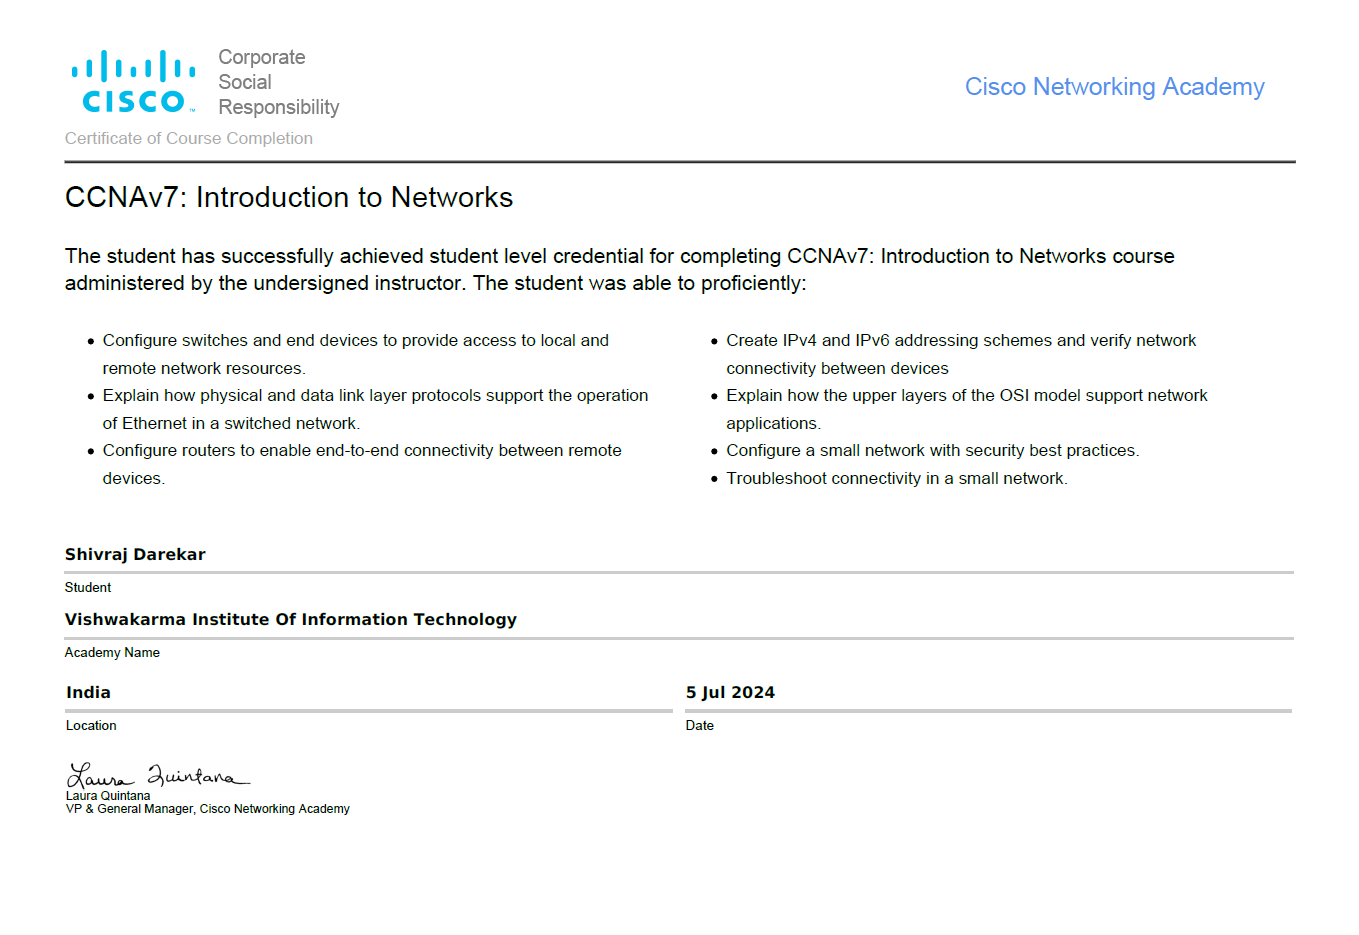 CISCO
Corporate
Social
Responsibility
Cisco Networking Academy
Certificate of Course Completion
CCNAv7: Introduction to Networks
The student has successfully achieved student level credential for completing CCNAv7: Introduction to Networks course
administered by the undersigned instructor. The student was able to proficiently:
• Configure switches and end devices to provide access to local and
remote network resources.
• Explain how physical and data link layer protocols support the operation
of Ethernet in a switched network.
• Configure routers to enable end-to-end connectivity between remote
devices.
• Create IPv4 and IPv6 addressing schemes and verify network
connectivity between devices
• Explain how the upper layers of the OSI model support network
applications.
• Configure a small network with security best practices.
• Troubleshoot connectivity in a small network.
Shivraj Darekar
Student
Vishwakarma Institute Of Information Technology
Academy Name
India
Location
5 Jul 2024
Date
Laura Quintana
Laura Quintana
VP & General Manager, Cisco Networking Academy